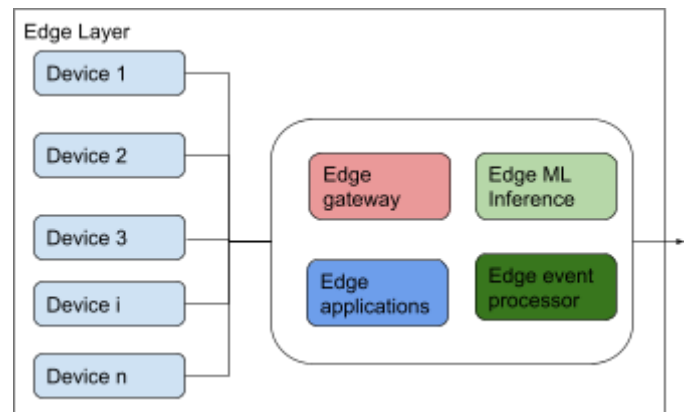 Edge Layer
Device 1
Device 2
Device 3
Device i
Device n
Edge
gateway
Edge ML
Inference
Edge
applications
Edge event
processor